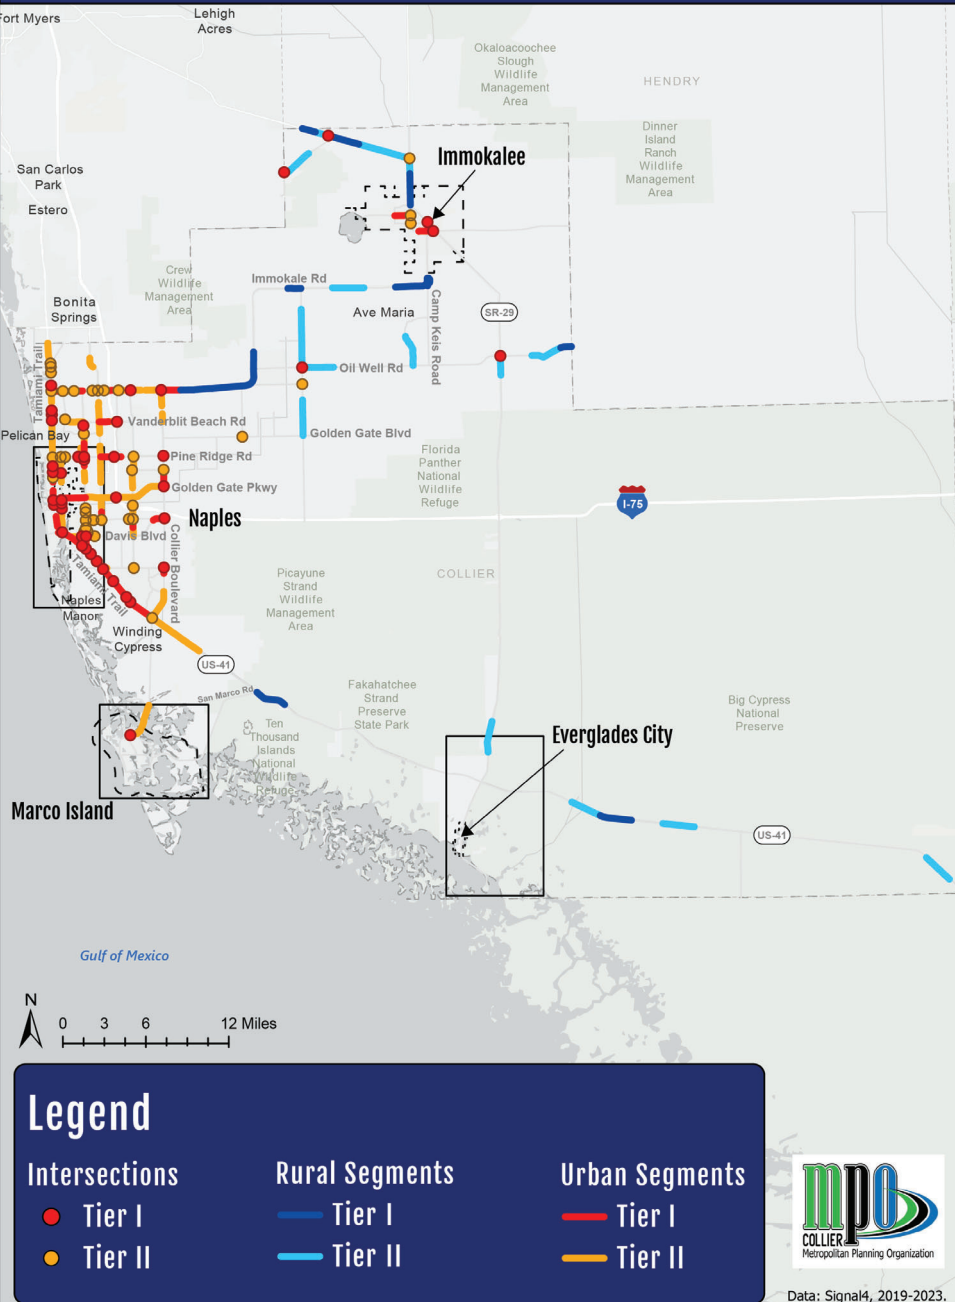 Fort Myers
Lehigh
Acres
Okaloacoochee
Slough
Wildlife
Management
Area
HENDRY
Dinner
Island
Ranch
Wildlife
Management
Area
Immokalee
San Carlos
Park
Estero
Crew
Wildlife
Management
Area
Immokale Rd
Bonita
Springs
Ave Maria
Camp Keis Road
SR-29
Tamiami Trail
Oil Well Rd
Vanderblit Beach Rd
Golden Gate Blvd
Pelican Bay
Pine Ridge Rd
Florida
Panther
National
Wildlife
Refuge
Golden Gate Pkwy
I-75
Naples
Davis Blvd
Collier Boulevard
COLLIER
Picayune
Strand
Wildlife
Management
Area
Tamiami Trail
Naples
Manor
Winding
Cypress
US-41
San Marco Rd
Fakahatchee
Strand
Preserve
State Park
Big Cypress
National
Preserve
Ten
Thousand
Islands
National
Wildlife
Refuge
Everglades City
Marco Island
US-41
Gulf of Mexico
N
0 3 6 12 Miles
Legend
Intersections
Tier I
Tier II
Rural Segments
Tier I
Tier II
Urban Segments
Tier I
Tier II
mpo
COLLIER
Metropolitan Planning Organization
Data: Signal4, 2019-2023.